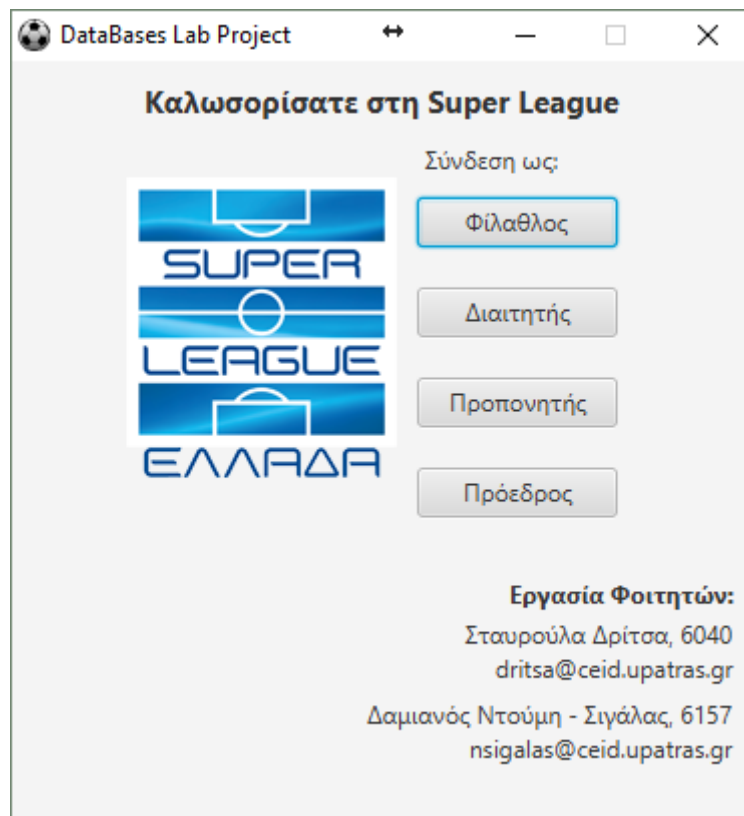 DataBases Lab Project
Καλωσορίσατε στη Super League
Σύνδεση ως:
SUPER
LEAGUE
ΕΛΛΑΔΑ
Φίλαθλος
Διαιτητής
Προπονητής
Πρόεδρος
Εργασία Φοιτητών:
Σταυρούλα Δρίτσα, 6040
dritsa@ceid.upatras.gr
Δαμιανός Ντούμη - Σιγάλας, 6157
nsigalas@ceid.upatras.gr